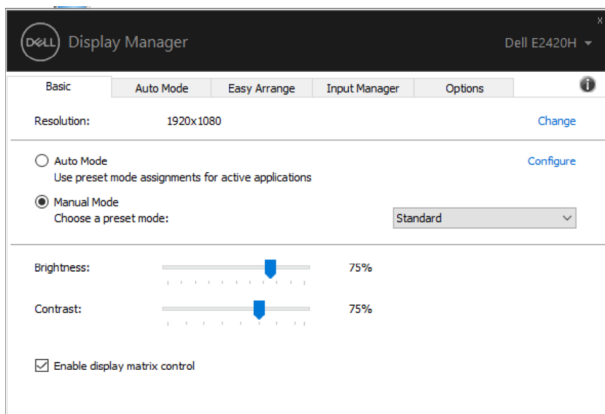 DELL Display Manager
Dell E2420H
Basic Auto Mode Easy Arrange Input Manager Options
Resolution: 1920x1080 Change
Auto Mode Configure
Use preset mode assignments for active applications
Manual Mode
Choose a preset mode: Standard
Brightness: 75%
Contrast: 75%
Enable display matrix control